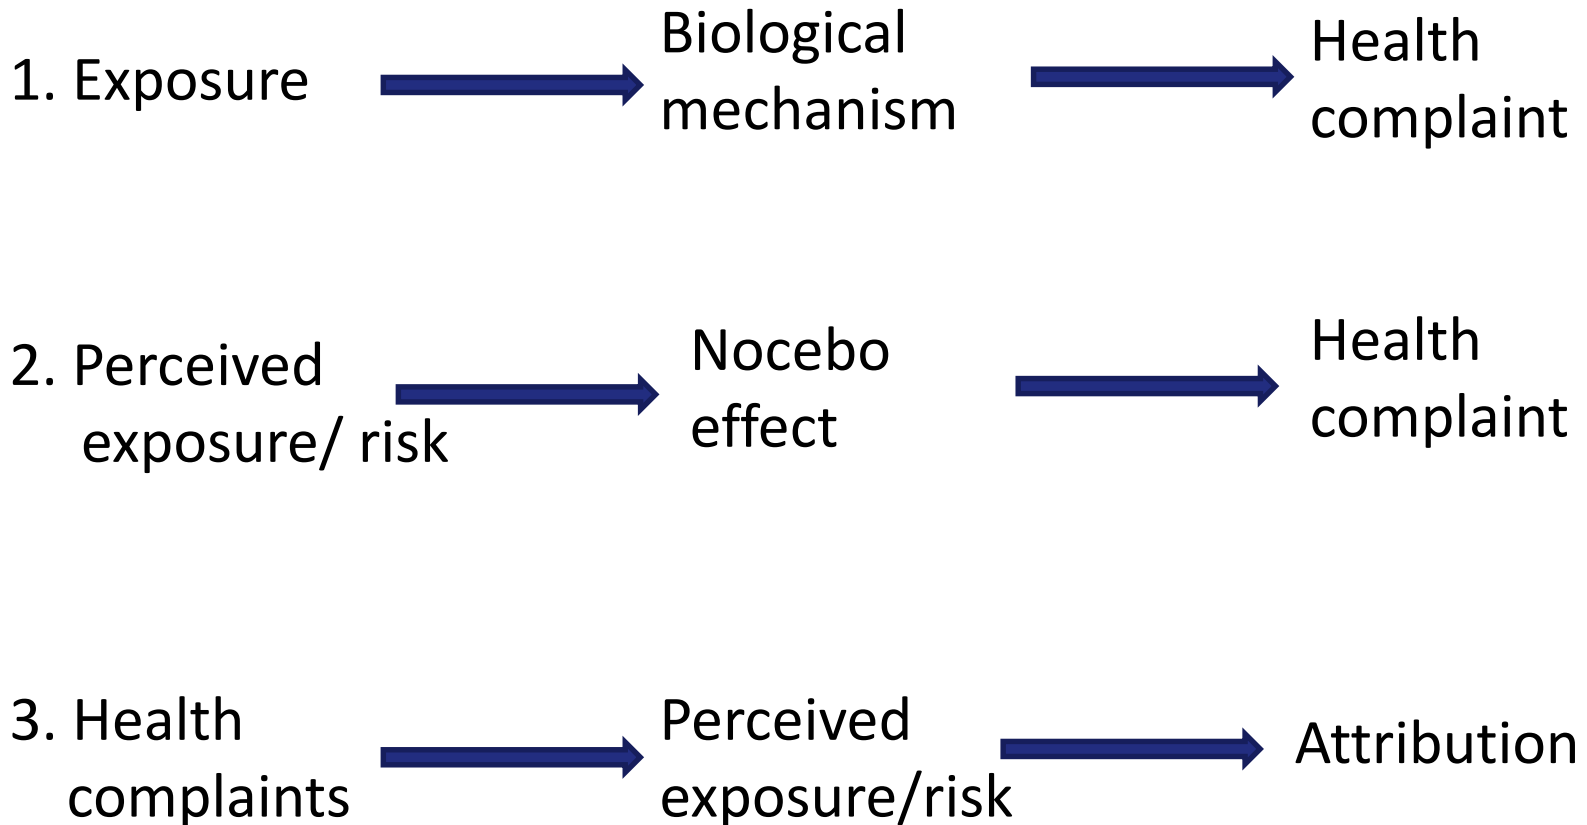 1. Exposure
Biological
mechanism
Health
complaint
2. Perceived
exposure/ risk
Nocebo
effect
Health
complaint
3. Health
complaints
Perceived
exposure/risk
Attribution